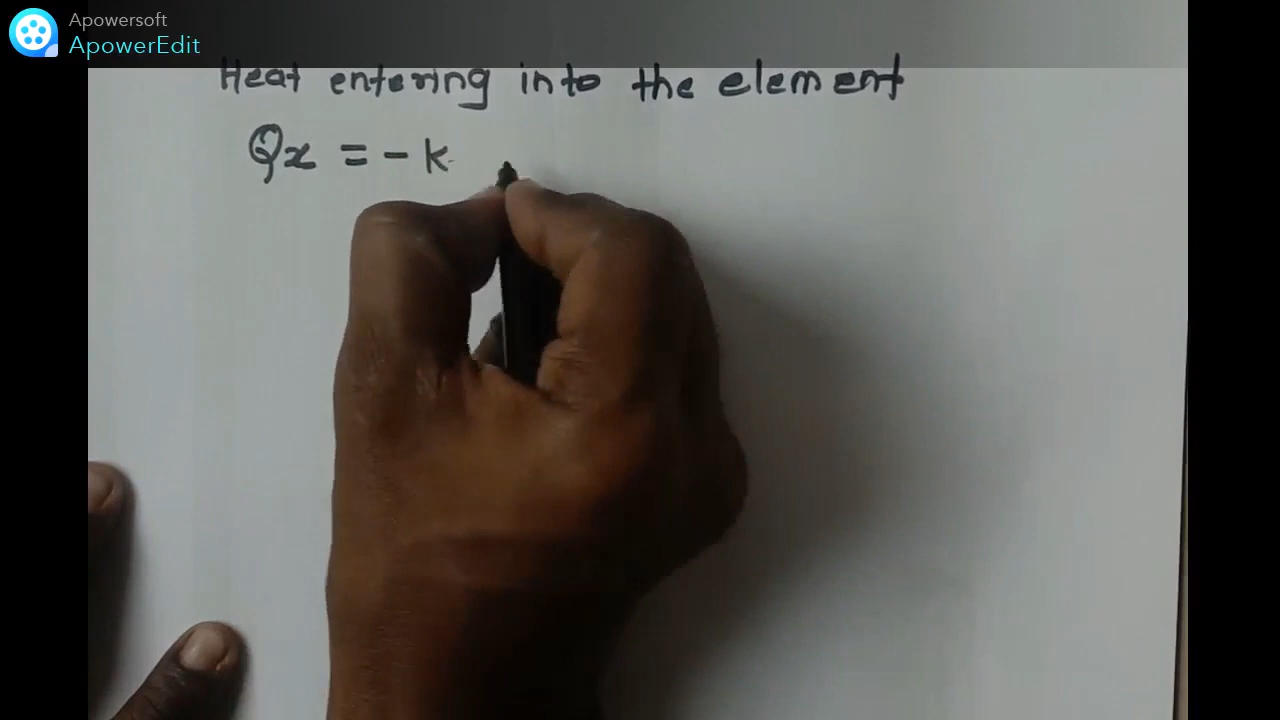 Apowersoft
ApowerEdit
Heat entering into the element
Qx = - k